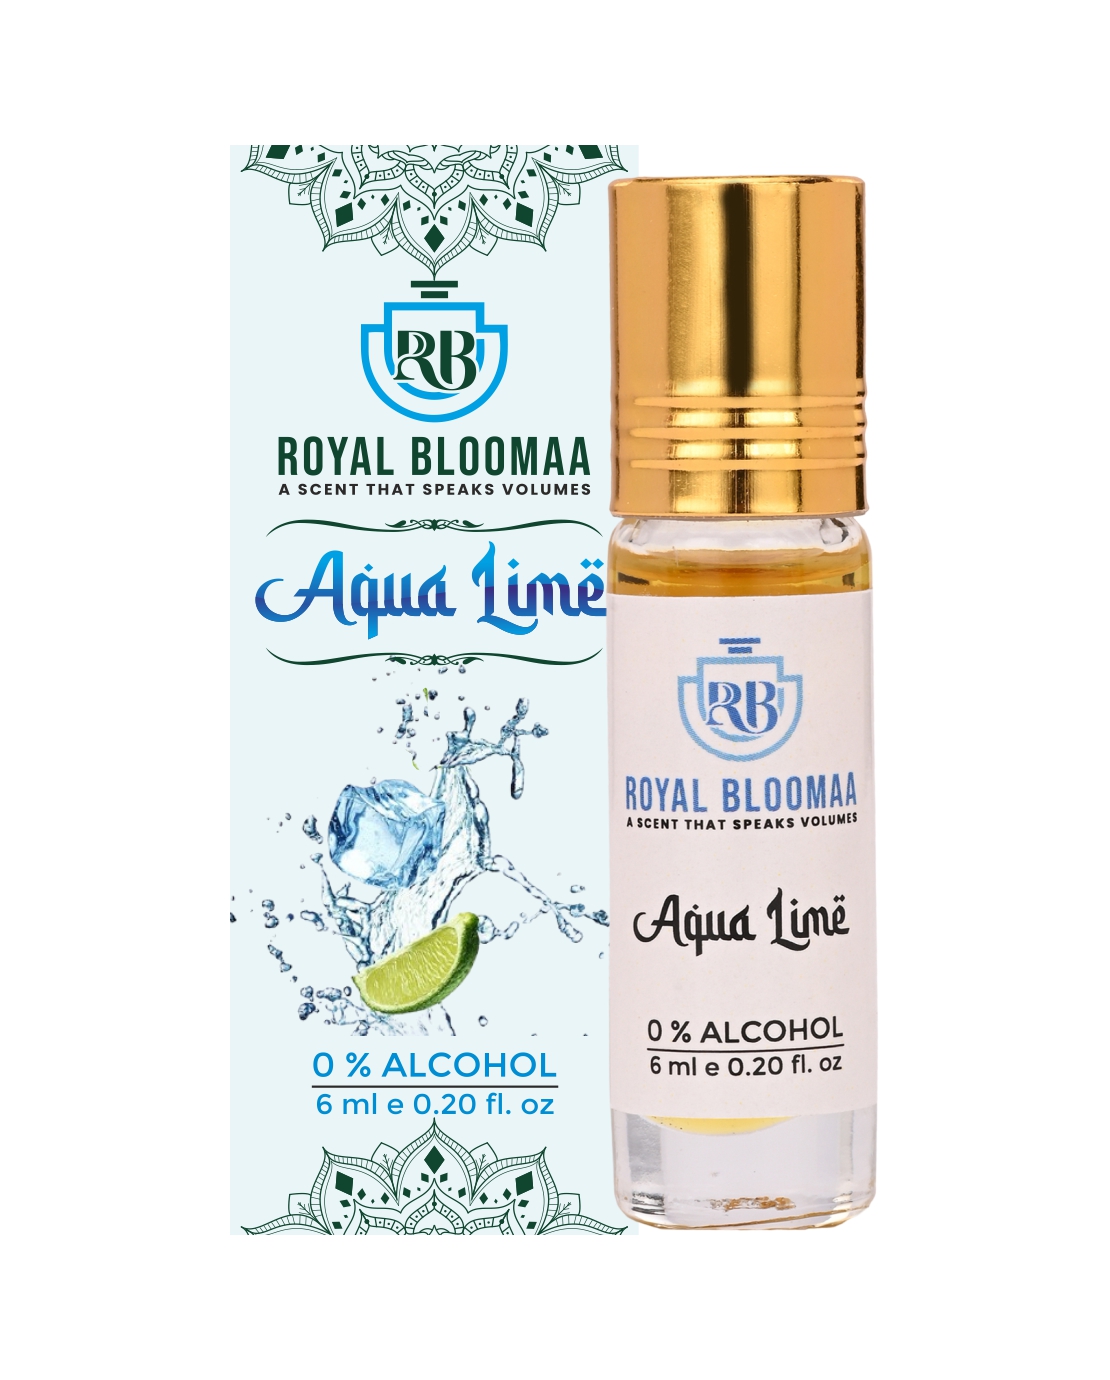 RB
ROYAL BLOOMAA
A SCENT THAT SPEAKS VOLUMES
Aqua Limë
0 % ALCOHOL
6 ml e 0.20 fl. oz
RB
ROYAL BLOOMAA
A SCENT THAT SPEAKS VOLUMES
Aqua Limë
0 % ALCOHOL
6 ml e 0.20 fl. oz